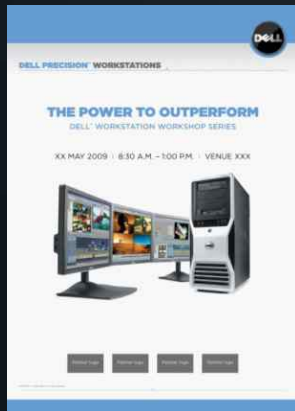 DELL
DELL PRECISION™ WORKSTATIONS
THE POWER TO OUTPERFORM
DELL™ WORKSTATION WORKSHOP SERIES
XX MAY 2009 | 8:30 A.M. – 1:00 P.M. | VENUE XXX
Partner logo Partner logo Partner logo Partner logo